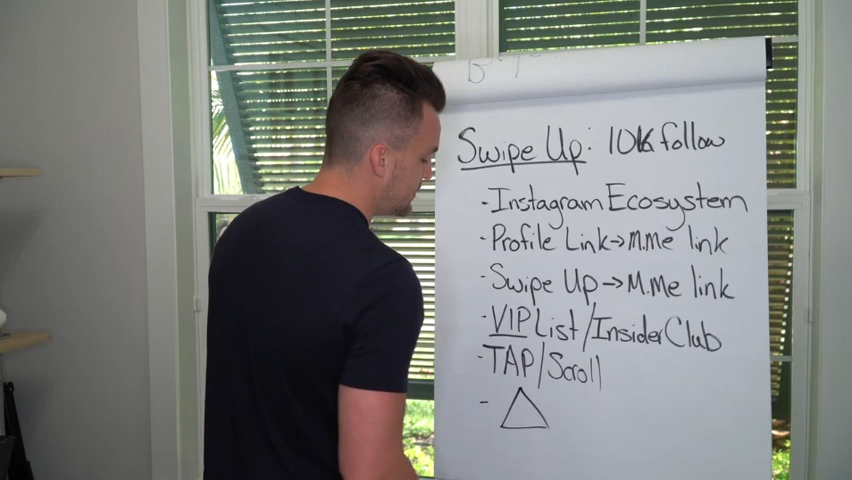 Swipe Up: 10K follow
- Instagram Ecosystem
- Profile Link → M.Me link
- Swipe Up → M.Me link
- VIP List / Insider Club
- TAP / Scroll
-